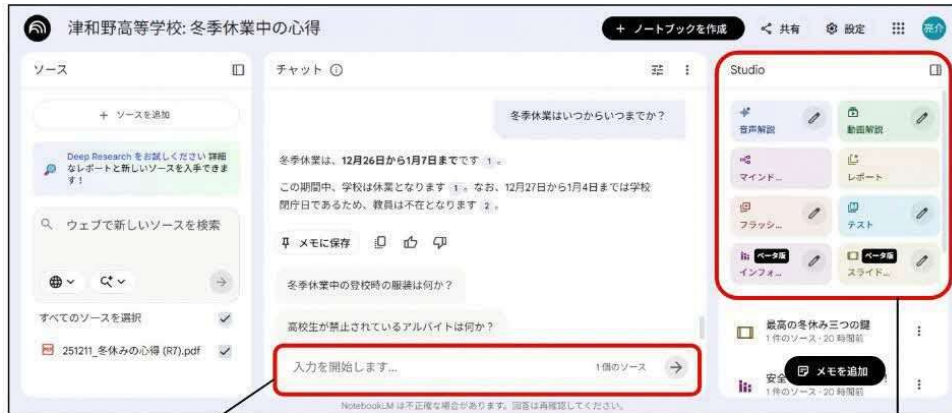 津和野高等学校: 冬季休業中の心得
+ ノートブックを作成
共有
設定
亮介
ソース
+ ソースを追加
Deep Research をお試しください 詳細
なレポートと新しいソースを入手できま
す!
ウェブで新しいソースを検索
すべてのソースを選択
251211_冬休みの心得 (R7).pdf
チャット
冬季休業はいつからいつまでか?
冬季休業は、12月26日から1月7日までです 1 。
この期間中、学校は休業となります 1 。なお、12月27日から1月4日までは学校
閉庁日であるため、教員は不在となります 2 。
メモに保存
冬季休業中の登校時の服装は何か?
高校生が禁止されているアルバイトは何か?
入力を開始します...
1 個のソース
NotebookLM は不正確な場合があります。回答は再確認してください。
Studio
音声解説
動画解説
マインド...
レポート
フラッシ...
テスト
ベータ版
インフォ...
ベータ版
スライド...
最高の冬休み三つの鍵
1 件のソース・20 時間前
安全
メモを追加
1 件のソース・20 時間前